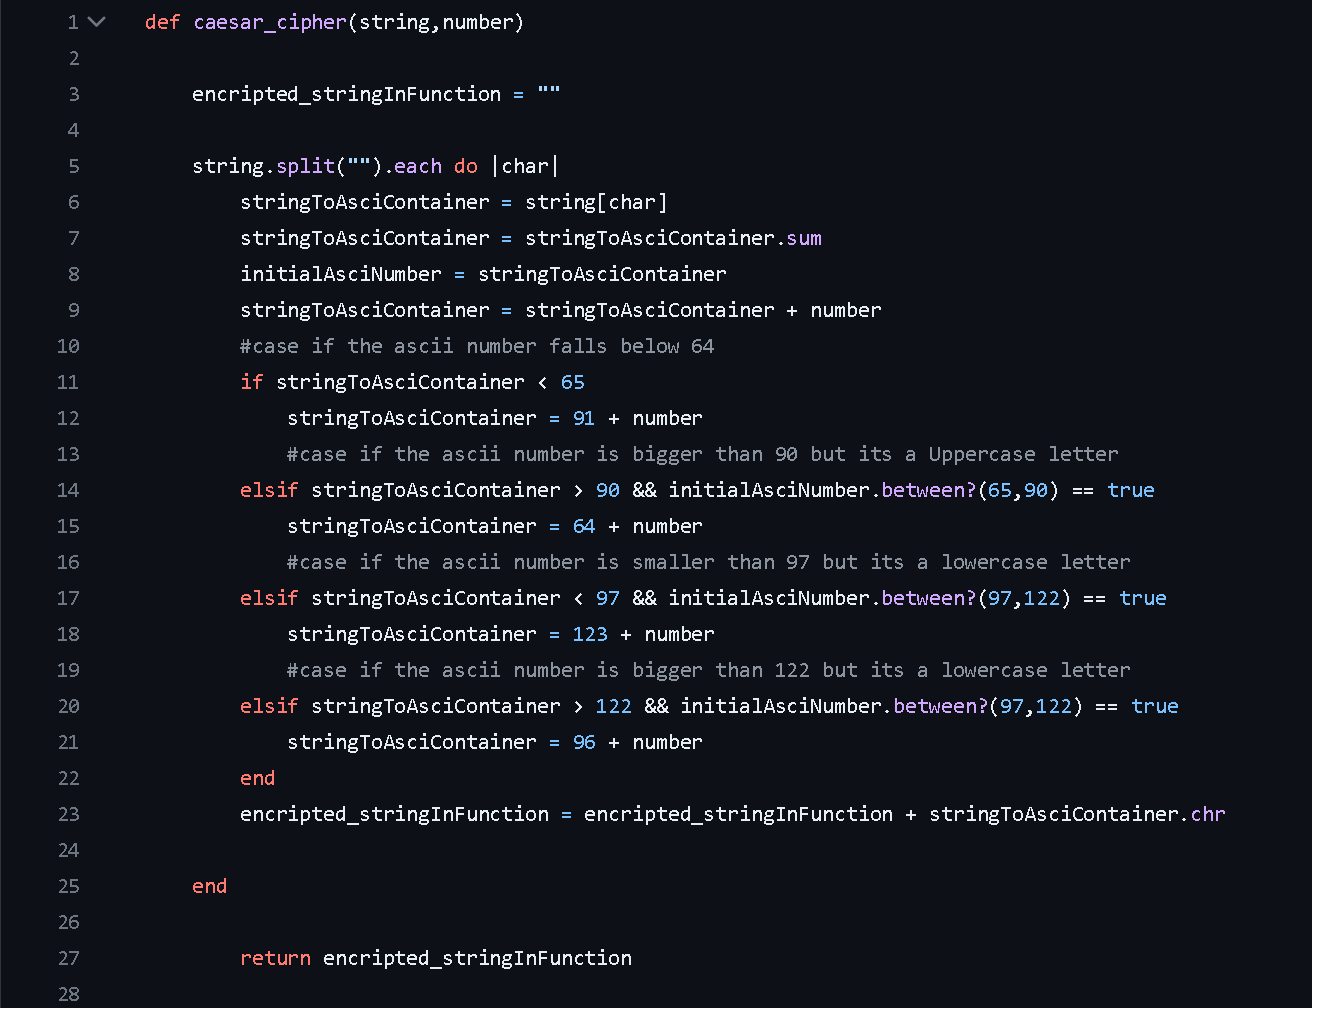 1 def caesar_cipher(string,number)
2
3 encripted_stringInFunction = ""
4
5 string.split("").each do |char|
6 stringToAsciContainer = string[char]
7 stringToAsciContainer = stringToAsciContainer.sum
8 initialAsciNumber = stringToAsciContainer
9 stringToAsciContainer = stringToAsciContainer + number
10 #case if the ascii number falls below 64
11 if stringToAsciContainer < 65
12 stringToAsciContainer = 91 + number
13 #case if the ascii number is bigger than 90 but its a Uppercase letter
14 elsif stringToAsciContainer > 90 && initialAsciNumber.between?(65,90) == true
15 stringToAsciContainer = 64 + number
16 #case if the ascii number is smaller than 97 but its a lowercase letter
17 elsif stringToAsciContainer < 97 && initialAsciNumber.between?(97,122) == true
18 stringToAsciContainer = 123 + number
19 #case if the ascii number is bigger than 122 but its a lowercase letter
20 elsif stringToAsciContainer > 122 && initialAsciNumber.between?(97,122) == true
21 stringToAsciContainer = 96 + number
22 end
23 encripted_stringInFunction = encripted_stringInFunction + stringToAsciContainer.chr
24
25 end
26
27 return encripted_stringInFunction
28